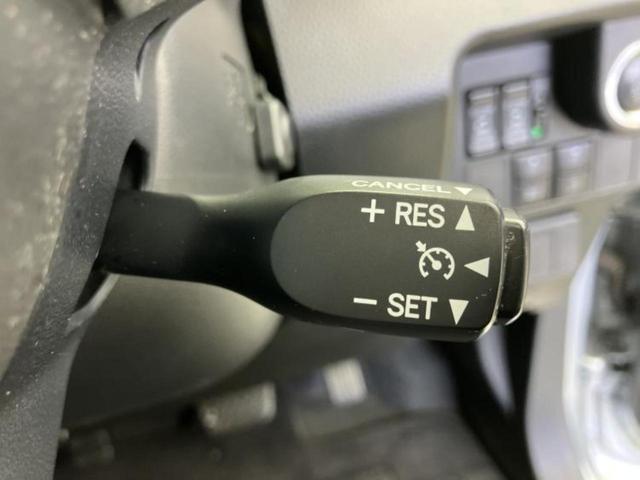 CANCEL ▼
+ RES ▲
◀
− SET ▼